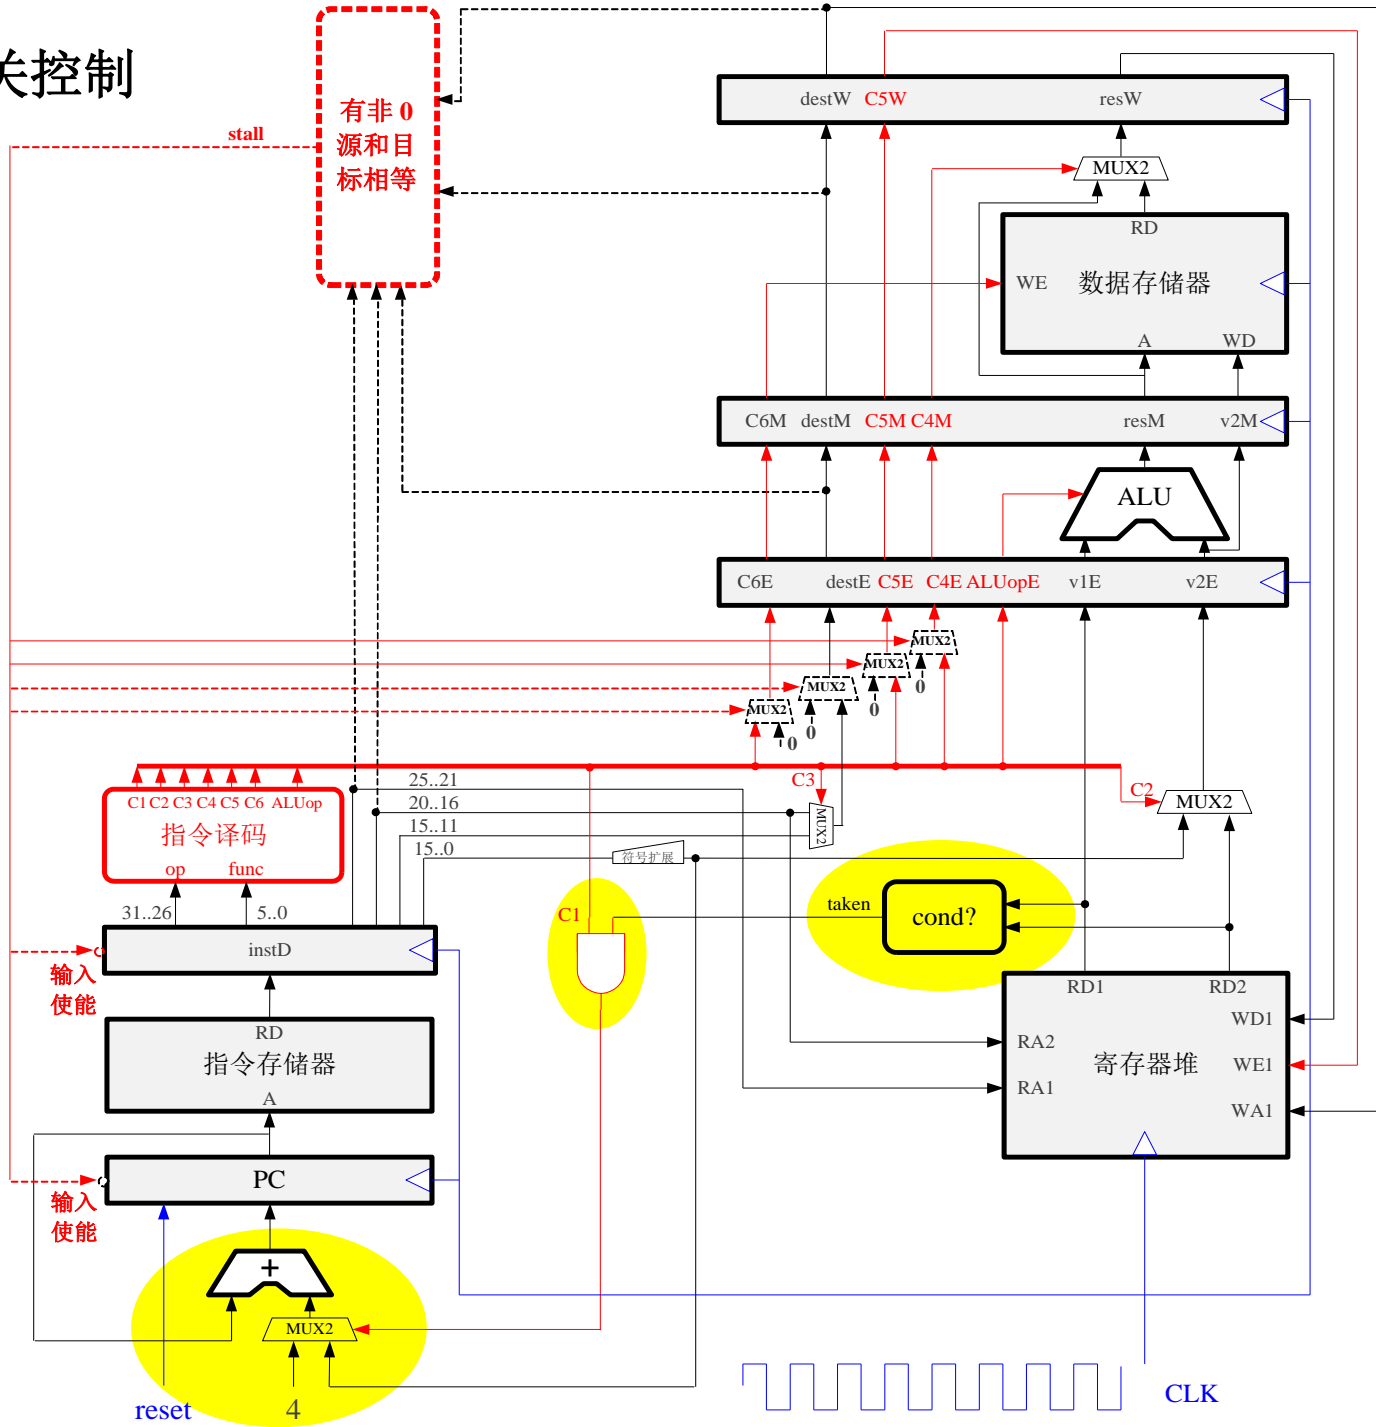 关控制
有非 0
源和目
标相等
stall
destW C5W resW
MUX2
RD
WE 数据存储器
A WD
C6M destM C5M C4M resM v2M
ALU
C6E destE C5E C4E ALUopE v1E v2E
MUX2
MUX2 0
MUX2 0
MUX2 0
0
C3
C2
MUX2
25..21
20..16
15..11
15..0
MUX2
符号扩展
C1 C2 C3 C4 C5 C6 ALUop
指令译码
op func
31..26 5..0
C1
taken
cond?
instD
输入
使能
RD
指令存储器
A
RD1 RD2
WD1
RA2
寄存器堆
WE1
RA1
WA1
PC
输入
使能
+
MUX2
reset
4
CLK